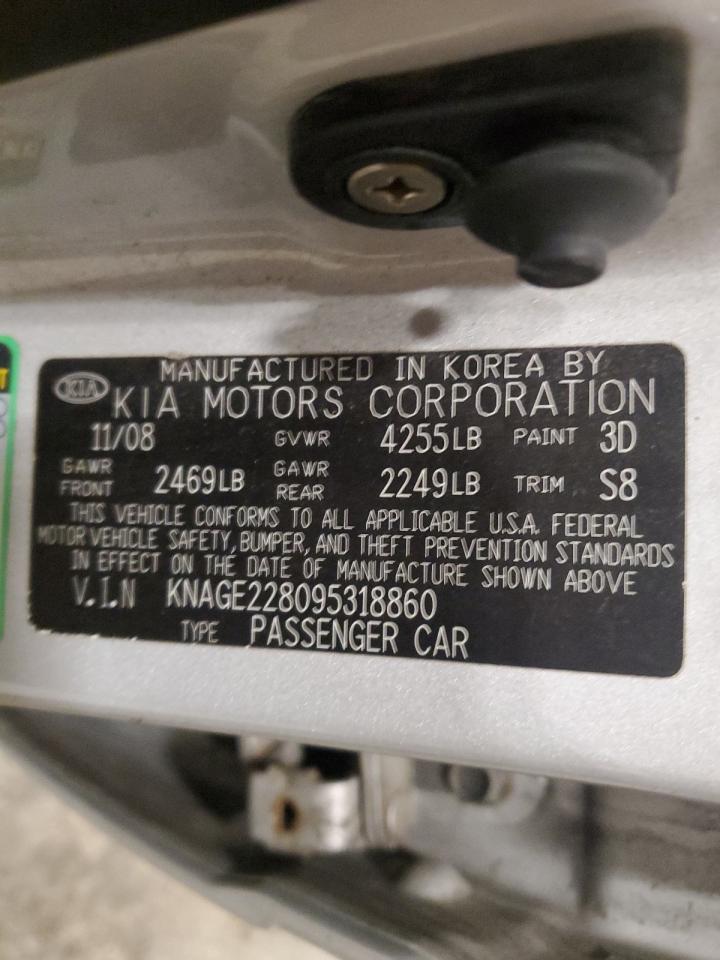 MANUFACTURED IN KOREA BY
KIA KIA MOTORS CORPORATION
11/08 GVWR 4255LB PAINT 3D
GAWR FRONT 2469LB GAWR REAR 2249LB TRIM S8
THIS VEHICLE CONFORMS TO ALL APPLICABLE U.S.A. FEDERAL
MOTOR VEHICLE SAFETY, BUMPER, AND THEFT PREVENTION STANDARDS
IN EFFECT ON THE DATE OF MANUFACTURE SHOWN ABOVE
V.I.N KNAGE228095318860
TYPE PASSENGER CAR